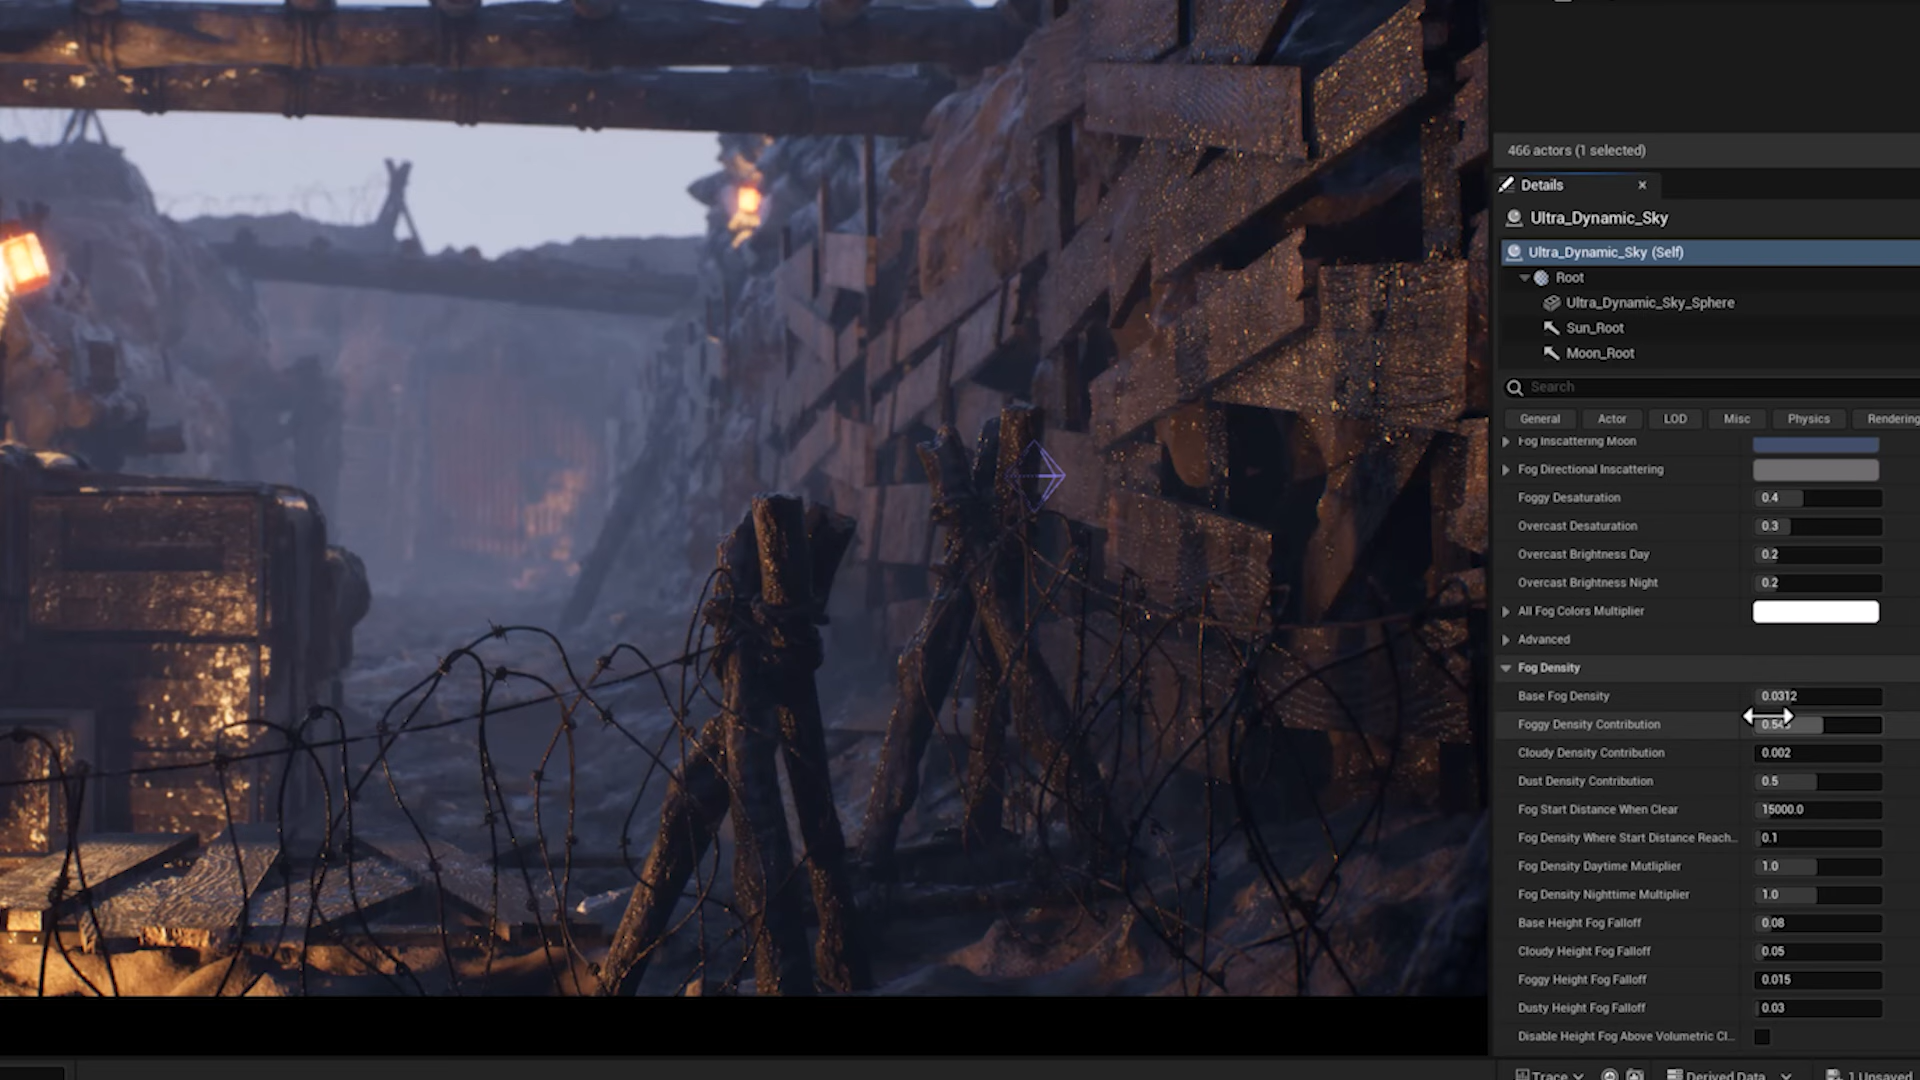 466 actors (1 selected)
Details
Ultra_Dynamic_Sky
Ultra_Dynamic_Sky (Self)
Root
Ultra_Dynamic_Sky_Sphere
Sun_Root
Moon_Root
Search
General Actor LOD Misc Physics Rendering
Fog Inscattering Moon
Fog Directional Inscattering
Foggy Desaturation 0.4
Overcast Desaturation 0.3
Overcast Brightness Day 0.2
Overcast Brightness Night 0.2
All Fog Colors Multiplier
Advanced
Fog Density
Base Fog Density 0.0312
Foggy Density Contribution
Cloudy Density Contribution 0.002
Dust Density Contribution 0.5
Fog Start Distance When Clear 15000.0
Fog Density Where Start Distance Reach... 0.1
Fog Density Daytime Mutliplier 1.0
Fog Density Nighttime Multiplier 1.0
Base Height Fog Falloff 0.08
Cloudy Height Fog Falloff 0.05
Foggy Height Fog Falloff 0.015
Dusty Height Fog Falloff 0.03
Disable Height Fog Above Volumetric Cl...
Trace Derived Data 1 Unsaved